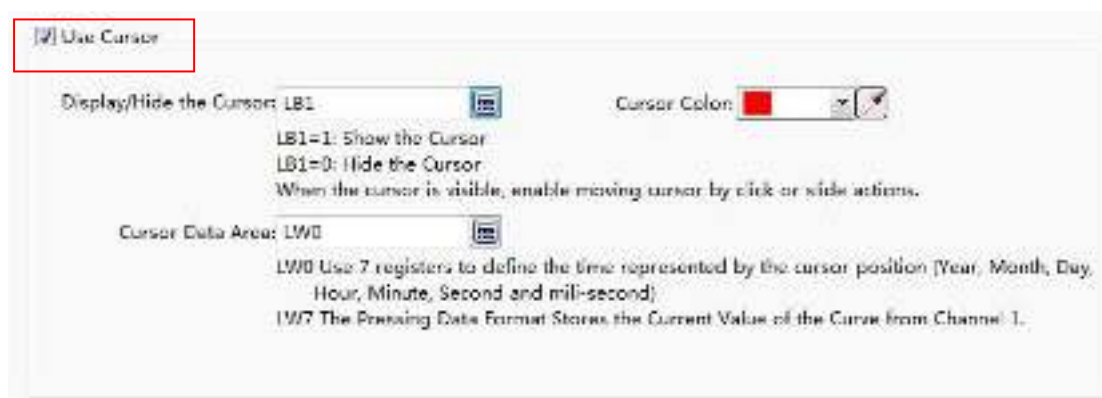 Use Cursor
Display/Hide the Cursor: LB1 Cursor Color:
LB1=1: Show the Cursor
LB1=0: Hide the Cursor
When the cursor is visible, enable moving cursor by click or slide actions.
Cursor Data Area: LW0
LW0 Use 7 registers to define the time represented by the cursor position (Year, Month, Day,
Hour, Minute, Second and mili-second)
LW7 The Pressing Data Format Stores the Current Value of the Curve from Channel 1.